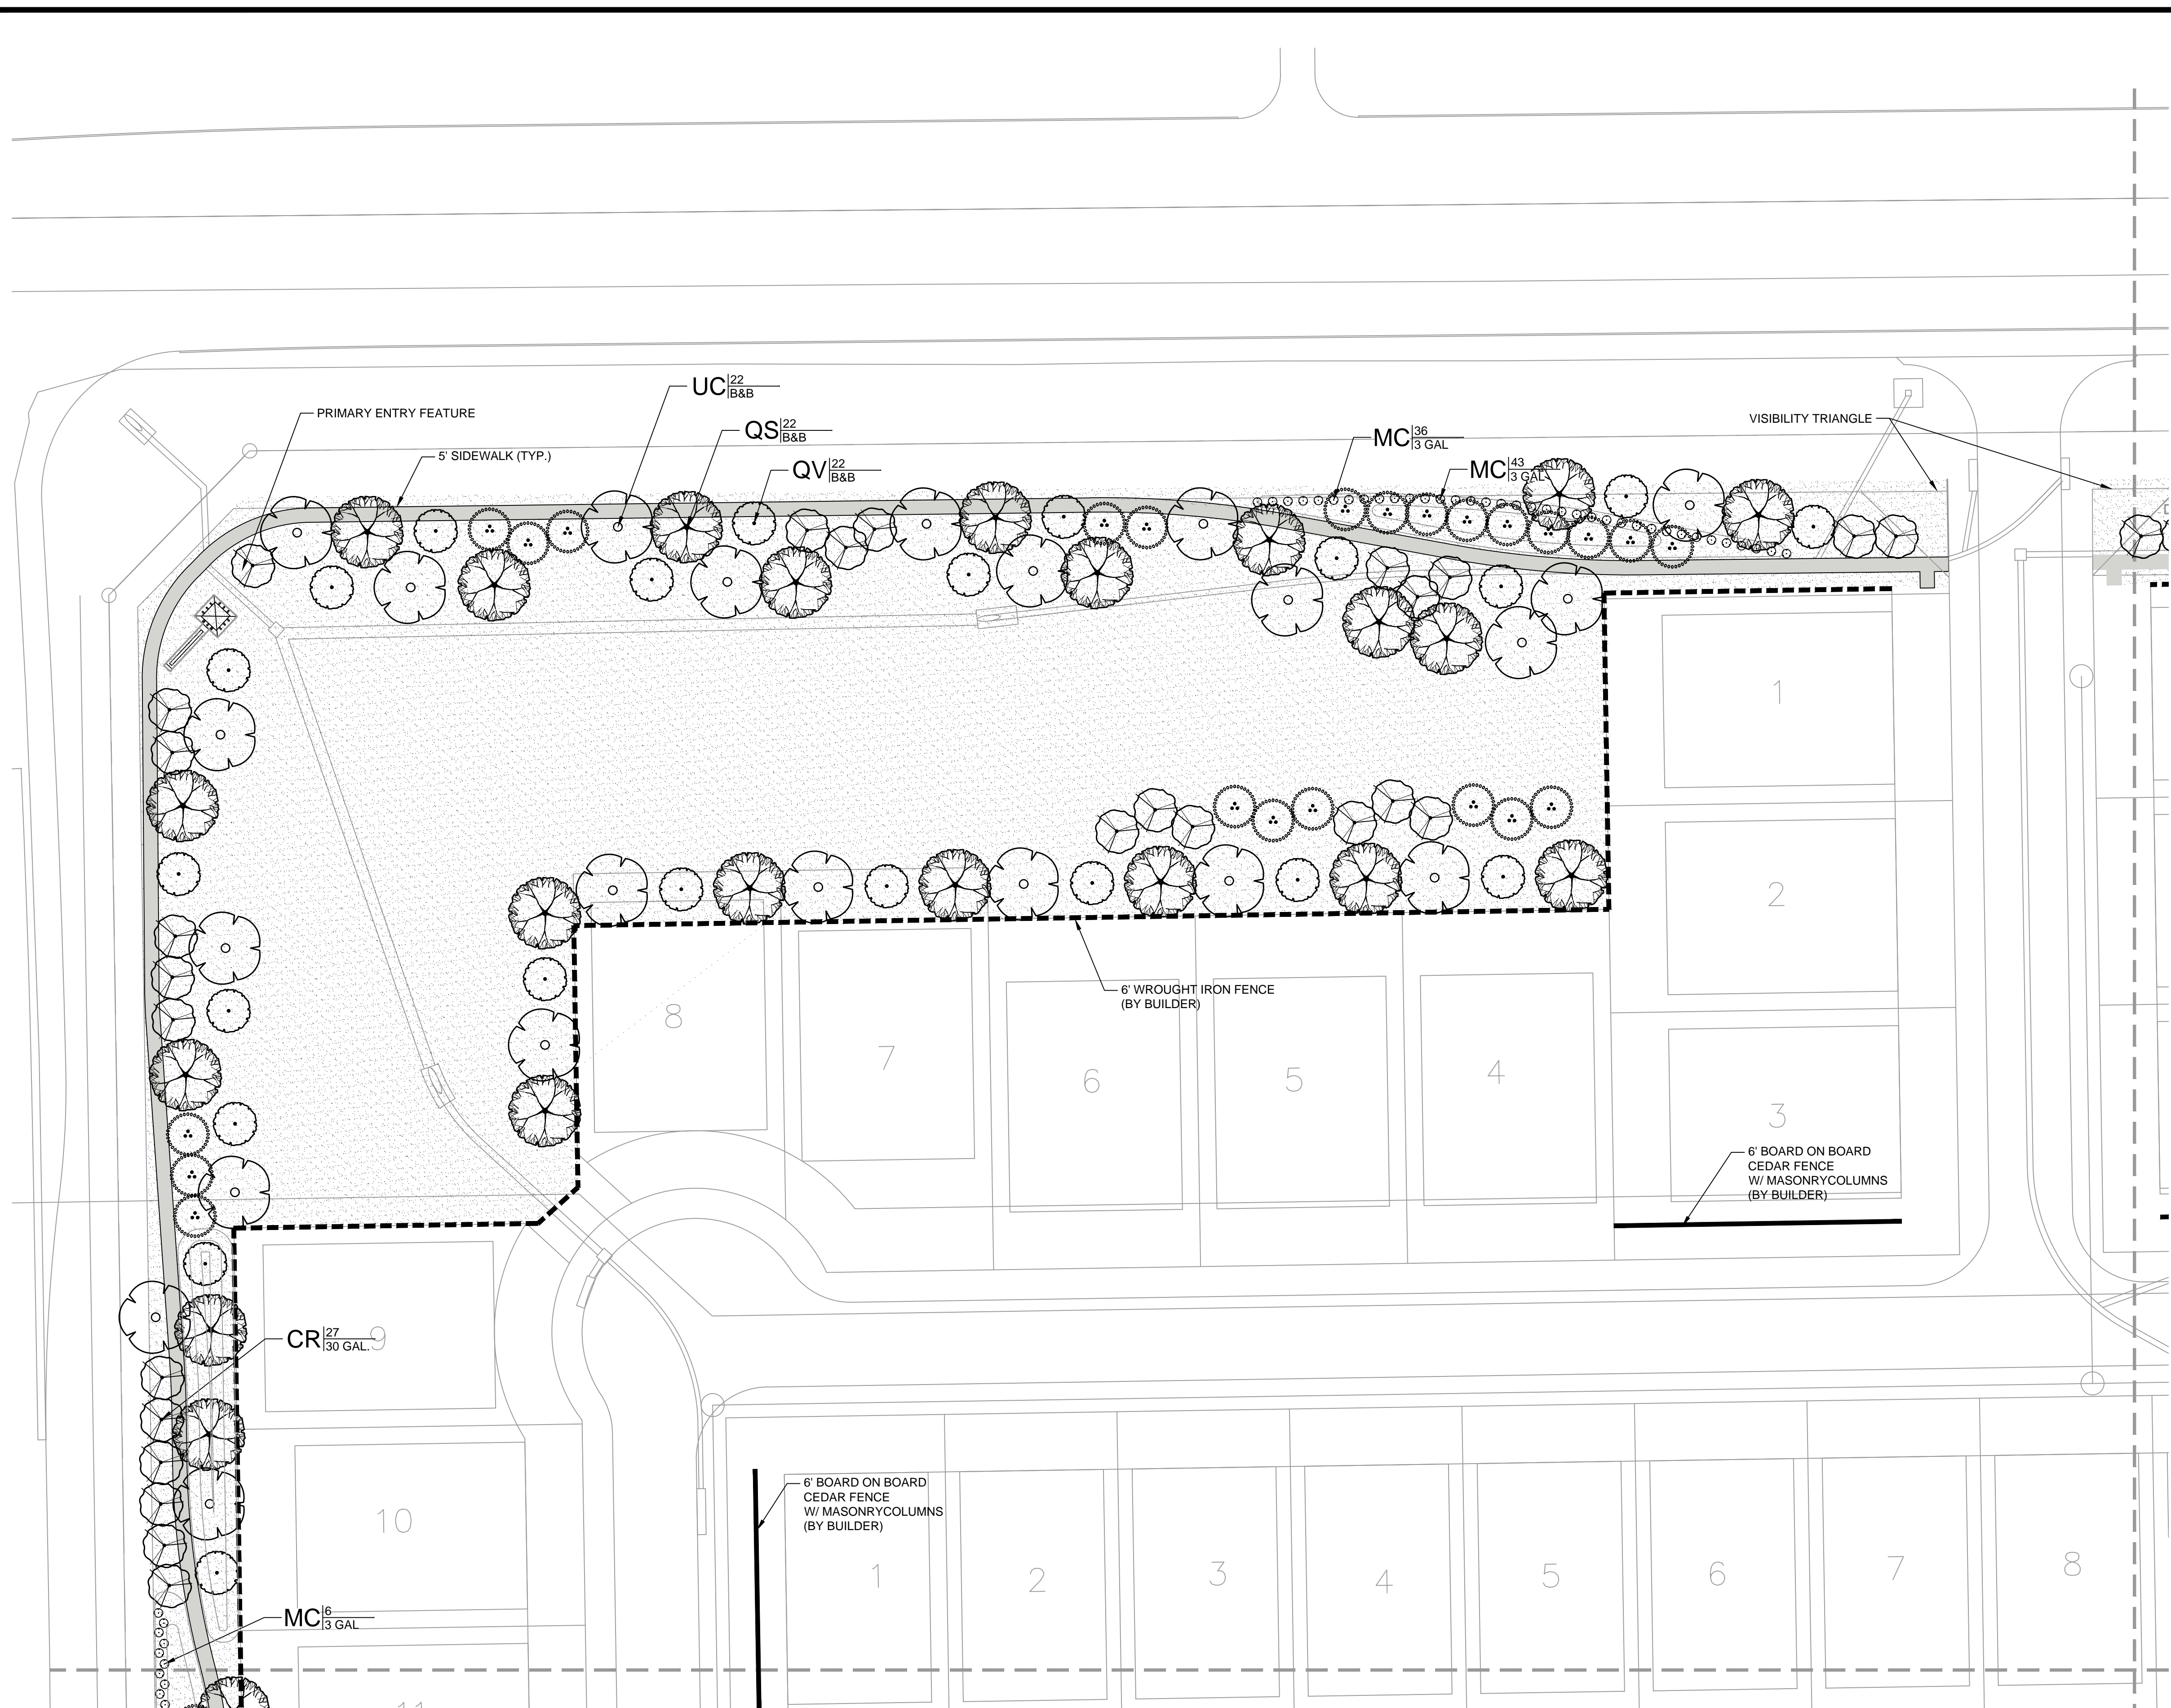 UC 22
B&B
PRIMARY ENTRY FEATURE
QS 22
B&B
5' SIDEWALK (TYP.)
QV 22
B&B
MC 36
3 GAL
MC 43
3 GAL
VISIBILITY TRIANGLE
1
2
6' WROUGHT IRON FENCE
(BY BUILDER)
8
7
6
5
4
3
6' BOARD ON BOARD
CEDAR FENCE
W/ MASONRYCOLUMNS
(BY BUILDER)
CR 27
30 GAL.
9
10
6' BOARD ON BOARD
CEDAR FENCE
W/ MASONRYCOLUMNS
(BY BUILDER)
1
2
3
4
5
6
7
8
MC 6
3 GAL